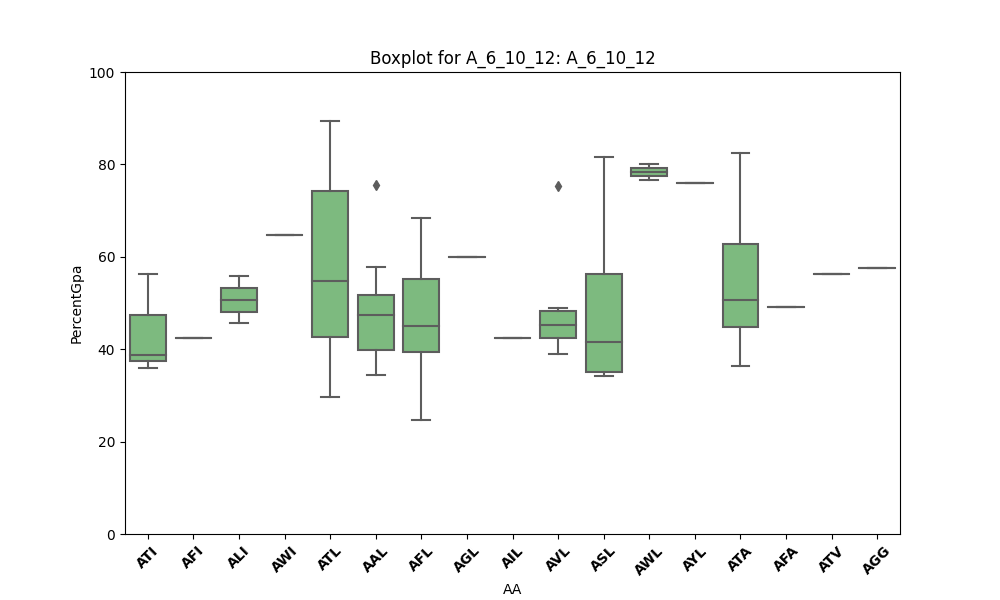 Boxplot for A_6_10_12: A_6_10_12
PercentGpa
100
80
60
40
20
0
ATI AFI ALI AWI ATL AAL AFL AGL AIL AVL ASL AWL AYL ATA AFA ATV AGG
AA